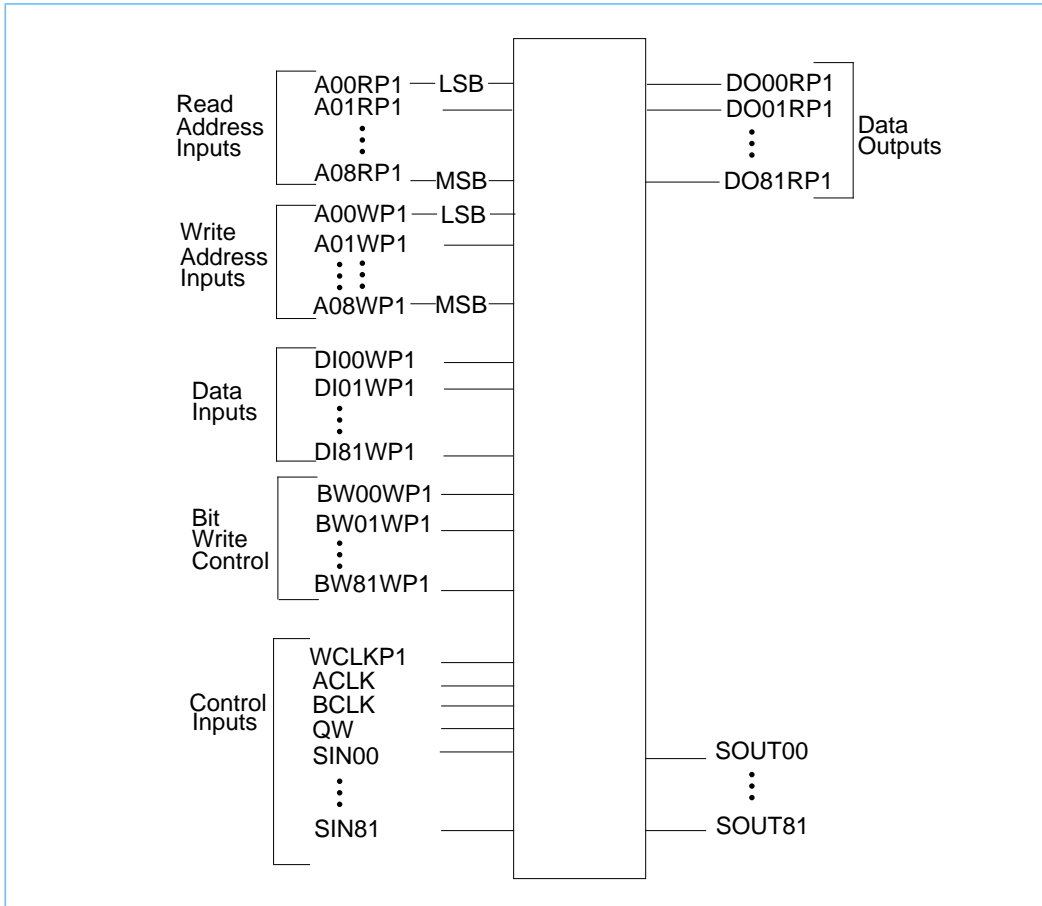 Read
Address
Inputs
A00RP1 LSB
A01RP1
A08RP1 MSB
Write
Address
Inputs
A00WP1 LSB
A01WP1
A08WP1 MSB
Data
Inputs
DI00WP1
DI01WP1
DI81WP1
Bit
Write
Control
BW00WP1
BW01WP1
BW81WP1
Control
Inputs
WCLKP1
ACLK
BCLK
QW
SIN00
SIN81
DO00RP1
DO01RP1
DO81RP1
Data
Outputs
SOUT00
SOUT81